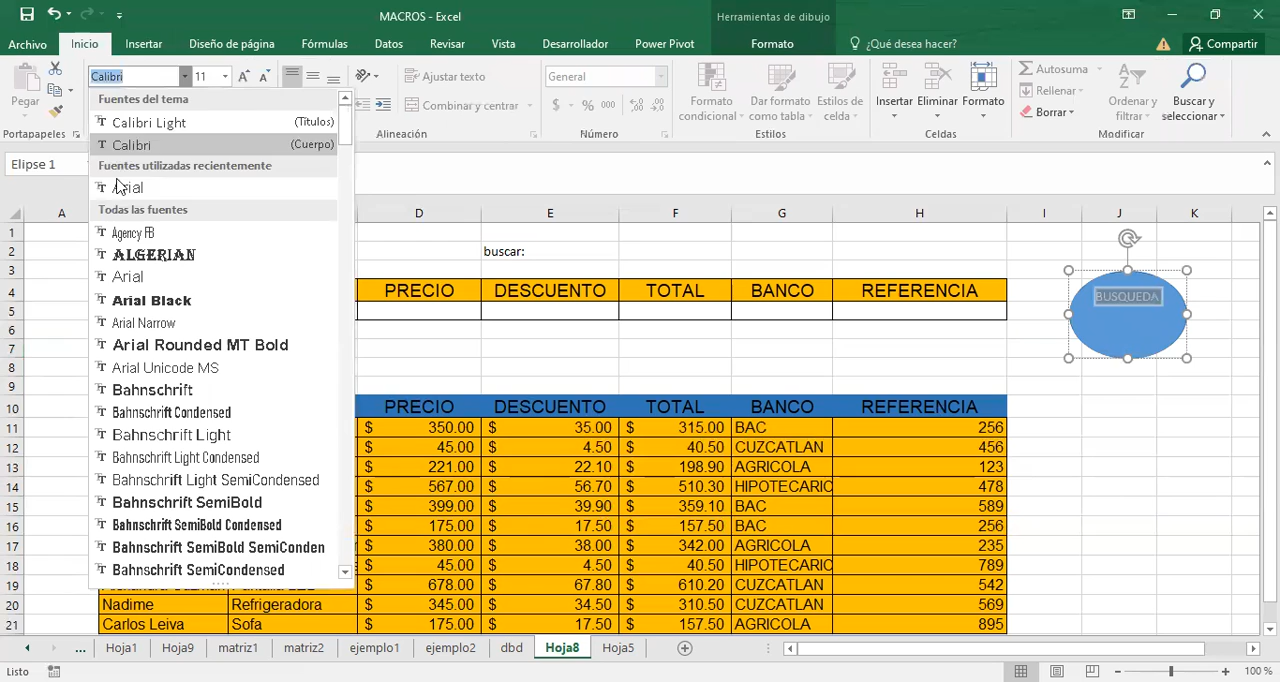 MACROS - Excel
Herramientas de dibujo
Archivo
Inicio
Insertar
Diseño de página
Fórmulas
Datos
Revisar
Vista
Desarrollador
Power Pivot
Formato
¿Qué desea hacer?
Compartir
Pegar
Portapapeles
Calibri
11
Ajustar texto
Combinar y centrar
Alineación
General
$ % 000
Número
Formato condicional
Dar formato como tabla
Estilos de celda
Estilos
Insertar
Eliminar
Formato
Celdas
Autosuma
Rellenar
Borrar
Ordenar y filtrar
Buscar y seleccionar
Modificar
Elipse 1
Fuentes del tema
Calibri Light (Títulos)
Calibri (Cuerpo)
Fuentes utilizadas recientemente
Arial
Todas las fuentes
Agency FB
ALGERIAN
Arial
Arial Black
Arial Narrow
Arial Rounded MT Bold
Arial Unicode MS
Bahnschrift
Bahnschrift Condensed
Bahnschrift Light
Bahnschrift Light Condensed
Bahnschrift Light SemiCondensed
Bahnschrift SemiBold
Bahnschrift SemiBold Condensed
Bahnschrift SemiBold SemiConden
Bahnschrift SemiCondensed
A D E F G H I J K
1
2 buscar:
3
4 PRECIO DESCUENTO TOTAL BANCO REFERENCIA
5
6
7
8
9
BUSQUEDA
10 PRECIO DESCUENTO TOTAL BANCO REFERENCIA
11 $ 350.00 $ 35.00 $ 315.00 BAC 256
12 $ 45.00 $ 4.50 $ 40.50 CUZCATLAN 456
13 $ 221.00 $ 22.10 $ 198.90 AGRICOLA 123
14 $ 567.00 $ 56.70 $ 510.30 HIPOTECARIO 478
15 $ 399.00 $ 39.90 $ 359.10 BAC 589
16 $ 175.00 $ 17.50 $ 157.50 BAC 256
17 $ 380.00 $ 38.00 $ 342.00 AGRICOLA 235
18 $ 45.00 $ 4.50 $ 40.50 HIPOTECARIO 789
19 $ 678.00 $ 67.80 $ 610.20 CUZCATLAN 542
20 Nadime Refrigeradora $ 345.00 $ 34.50 $ 310.50 CUZCATLAN 569
21 Carlos Leiva Sofa $ 175.00 $ 17.50 $ 157.50 AGRICOLA 895
... Hoja1 Hoja9 matriz1 matriz2 ejemplo1 ejemplo2 dbd Hoja8 Hoja5
Listo
100 %